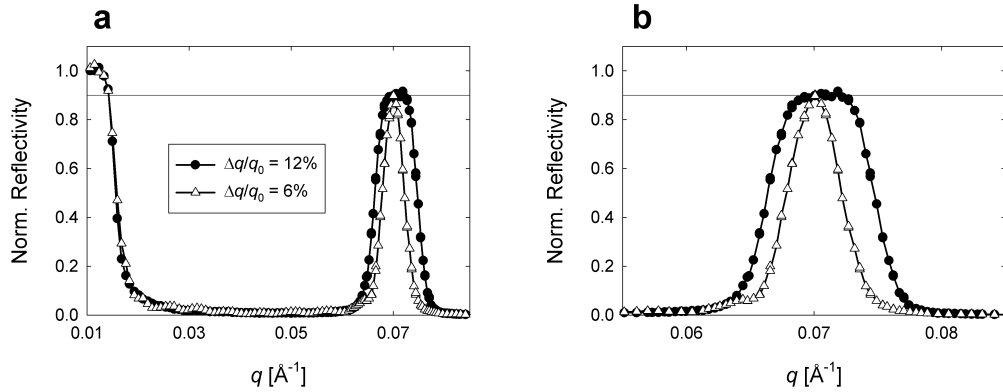 a
Norm. Reflectivity
1.0
0.8
0.6
0.4
0.2
0.0
0.01
0.03
0.05
0.07
q [Å⁻¹]
Δq/q₀ = 12%
Δq/q₀ = 6%
b
Norm. Reflectivity
1.0
0.8
0.6
0.4
0.2
0.0
0.06
0.07
0.08
q [Å⁻¹]